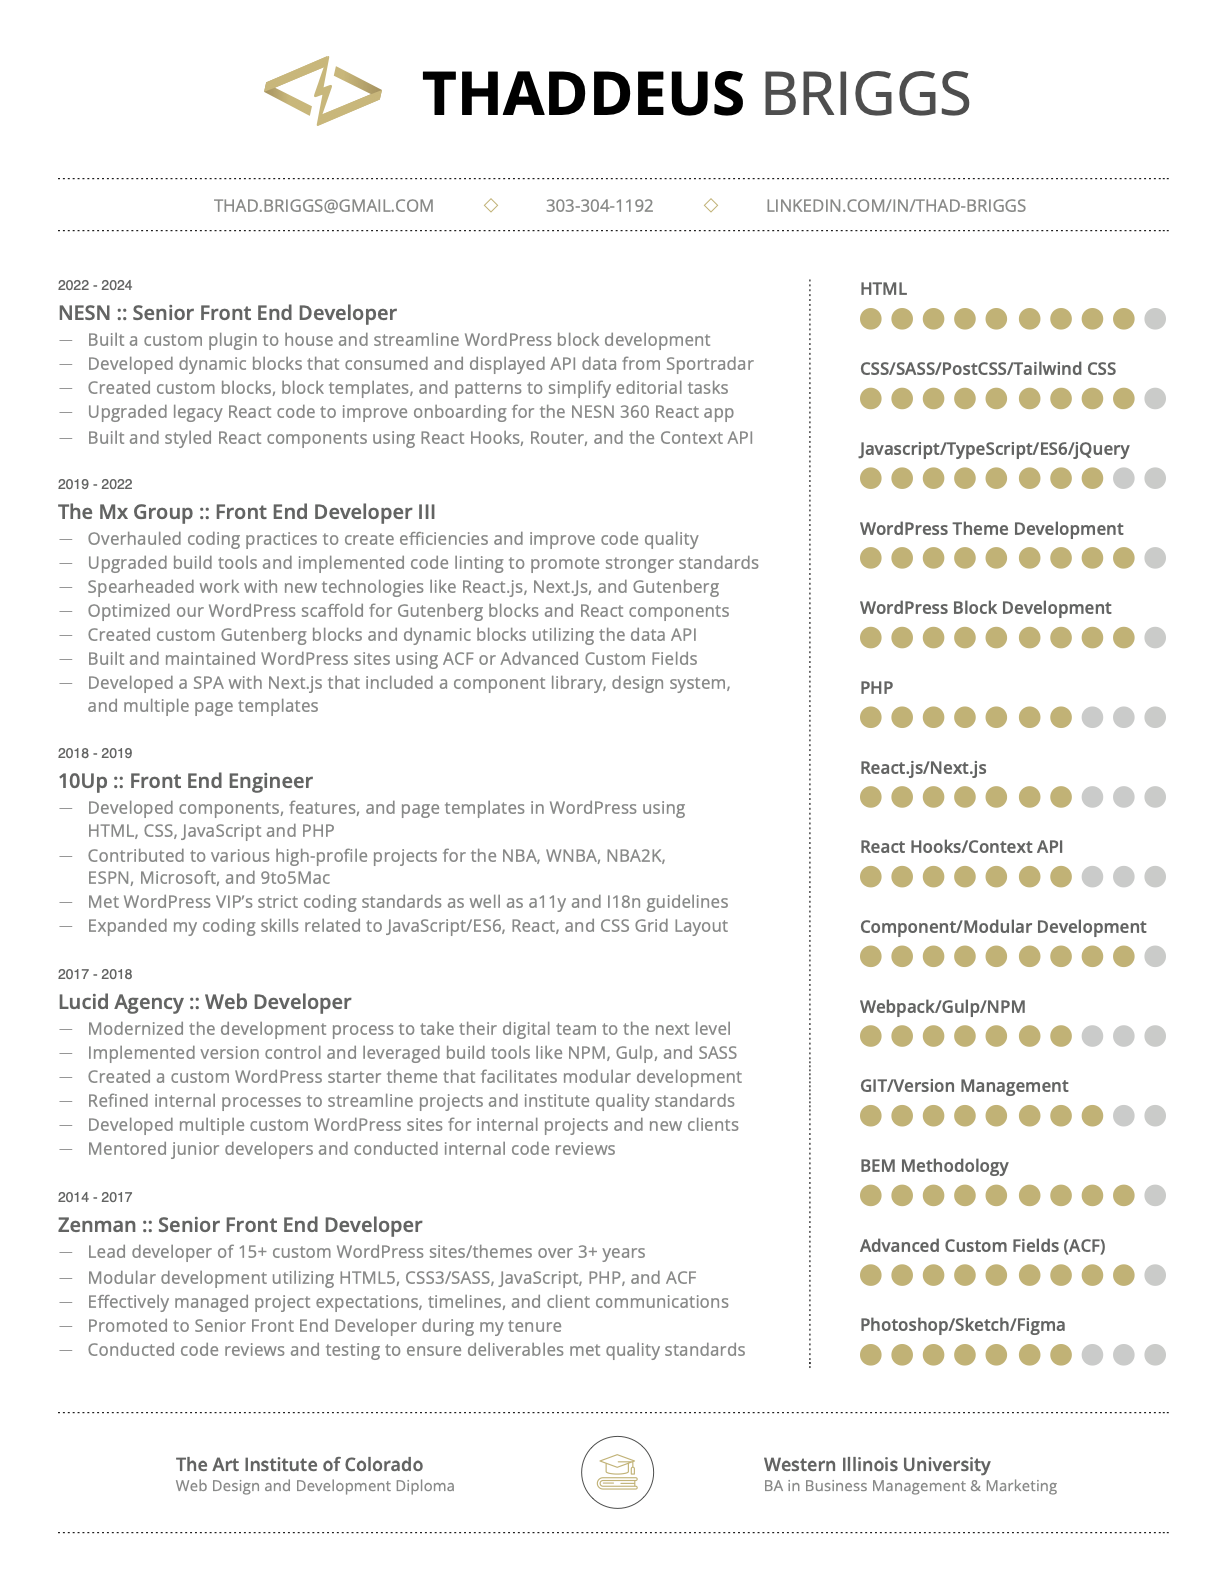 THADDEUS BRIGGS
THAD.BRIGGS@GMAIL.COM 303-304-1192 LINKEDIN.COM/IN/THAD-BRIGGS
2022 - 2024
NESN :: Senior Front End Developer
— Built a custom plugin to house and streamline WordPress block development
— Developed dynamic blocks that consumed and displayed API data from Sportradar
— Created custom blocks, block templates, and patterns to simplify editorial tasks
— Upgraded legacy React code to improve onboarding for the NESN 360 React app
— Built and styled React components using React Hooks, Router, and the Context API
2019 - 2022
The Mx Group :: Front End Developer III
— Overhauled coding practices to create efficiencies and improve code quality
— Upgraded build tools and implemented code linting to promote stronger standards
— Spearheaded work with new technologies like React.js, Next.Js, and Gutenberg
— Optimized our WordPress scaffold for Gutenberg blocks and React components
— Created custom Gutenberg blocks and dynamic blocks utilizing the data API
— Built and maintained WordPress sites using ACF or Advanced Custom Fields
— Developed a SPA with Next.js that included a component library, design system,
and multiple page templates
2018 - 2019
10Up :: Front End Engineer
— Developed components, features, and page templates in WordPress using
HTML, CSS, JavaScript and PHP
— Contributed to various high-profile projects for the NBA, WNBA, NBA2K,
ESPN, Microsoft, and 9to5Mac
— Met WordPress VIP’s strict coding standards as well as a11y and I18n guidelines
— Expanded my coding skills related to JavaScript/ES6, React, and CSS Grid Layout
2017 - 2018
Lucid Agency :: Web Developer
— Modernized the development process to take their digital team to the next level
— Implemented version control and leveraged build tools like NPM, Gulp, and SASS
— Created a custom WordPress starter theme that facilitates modular development
— Refined internal processes to streamline projects and institute quality standards
— Developed multiple custom WordPress sites for internal projects and new clients
— Mentored junior developers and conducted internal code reviews
2014 - 2017
Zenman :: Senior Front End Developer
— Lead developer of 15+ custom WordPress sites/themes over 3+ years
— Modular development utilizing HTML5, CSS3/SASS, JavaScript, PHP, and ACF
— Effectively managed project expectations, timelines, and client communications
— Promoted to Senior Front End Developer during my tenure
— Conducted code reviews and testing to ensure deliverables met quality standards
HTML
CSS/SASS/PostCSS/Tailwind CSS
Javascript/TypeScript/ES6/jQuery
WordPress Theme Development
WordPress Block Development
PHP
React.js/Next.js
React Hooks/Context API
Component/Modular Development
Webpack/Gulp/NPM
GIT/Version Management
BEM Methodology
Advanced Custom Fields (ACF)
Photoshop/Sketch/Figma
The Art Institute of Colorado
Web Design and Development Diploma
Western Illinois University
BA in Business Management & Marketing